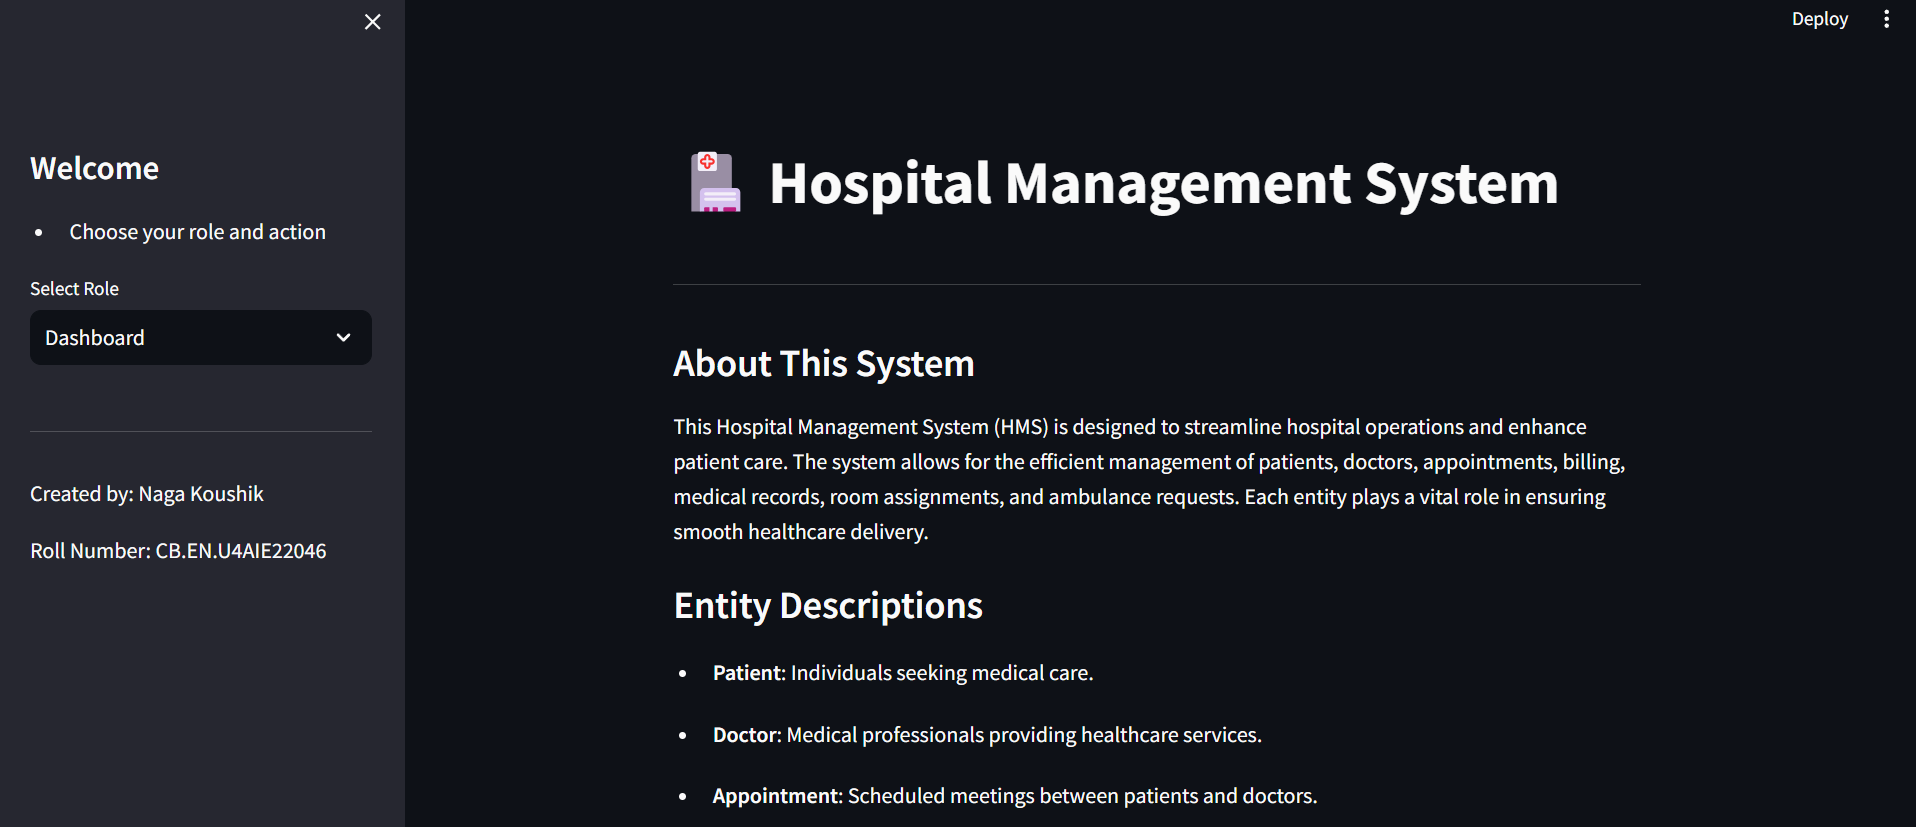 Deploy
Welcome
• Choose your role and action
Select Role
Dashboard
Created by: Naga Koushik
Roll Number: CB.EN.U4AIE22046
Hospital Management System
About This System
This Hospital Management System (HMS) is designed to streamline hospital operations and enhance
patient care. The system allows for the efficient management of patients, doctors, appointments, billing,
medical records, room assignments, and ambulance requests. Each entity plays a vital role in ensuring
smooth healthcare delivery.
Entity Descriptions
• Patient: Individuals seeking medical care.
• Doctor: Medical professionals providing healthcare services.
• Appointment: Scheduled meetings between patients and doctors.